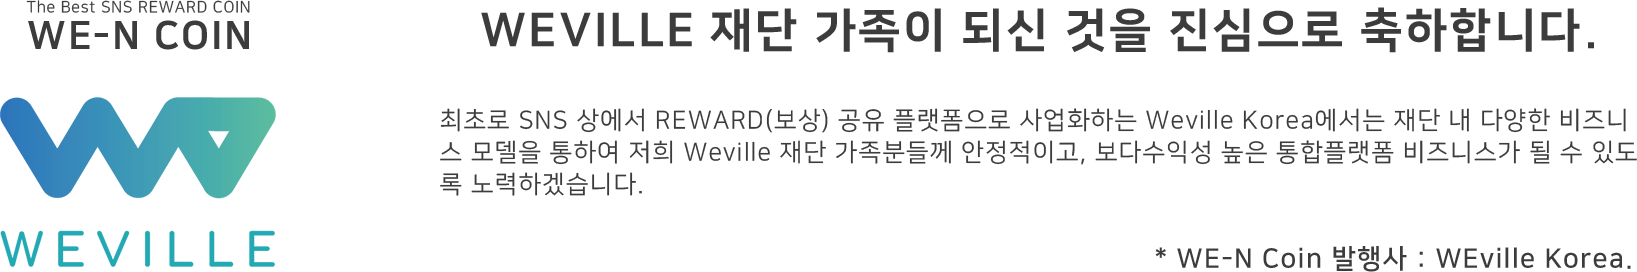 The Best SNS REWARD COIN
WE-N COIN
WEVILLE
WEVILLE 재단 가족이 되신 것을 진심으로 축하합니다.
최초로 SNS 상에서 REWARD(보상) 공유 플랫폼으로 사업화하는 Weville Korea에서는 재단 내 다양한 비즈니
스 모델을 통하여 저희 Weville 재단 가족분들께 안정적이고, 보다수익성 높은 통합플랫폼 비즈니스가 될 수 있도
록 노력하겠습니다.
* WE-N Coin 발행사 : WEville Korea.